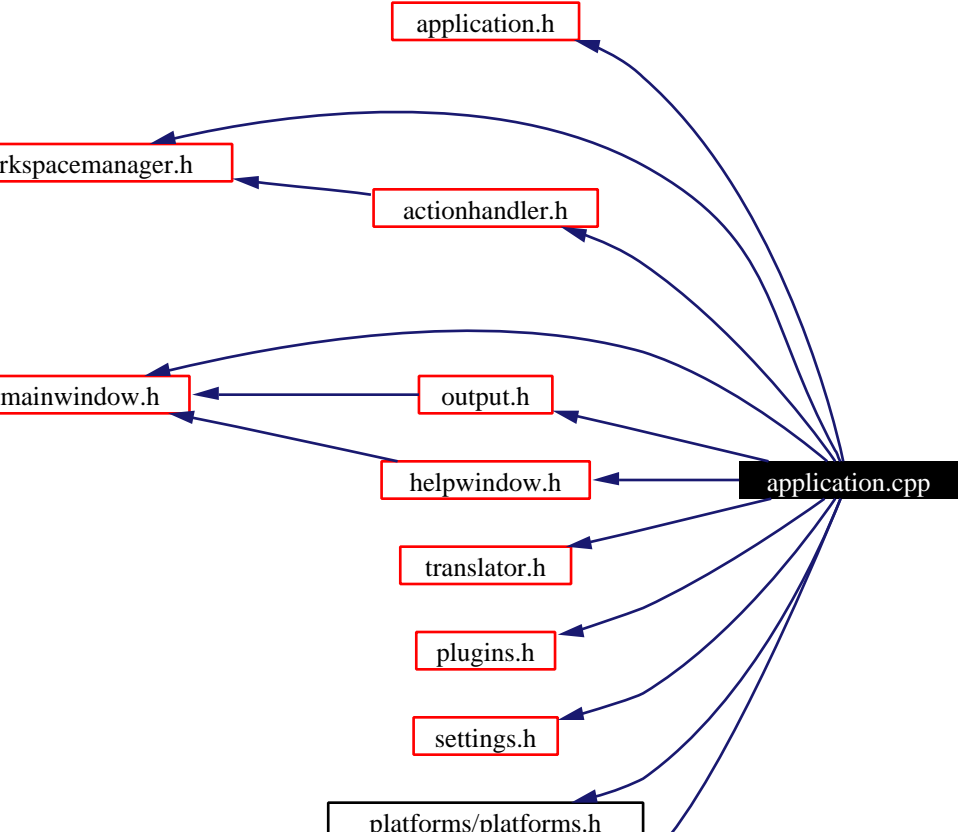 application.h
rkspacemanager.h
actionhandler.h
mainwindow.h
output.h
helpwindow.h
application.cpp
translator.h
plugins.h
settings.h
platforms/platforms.h